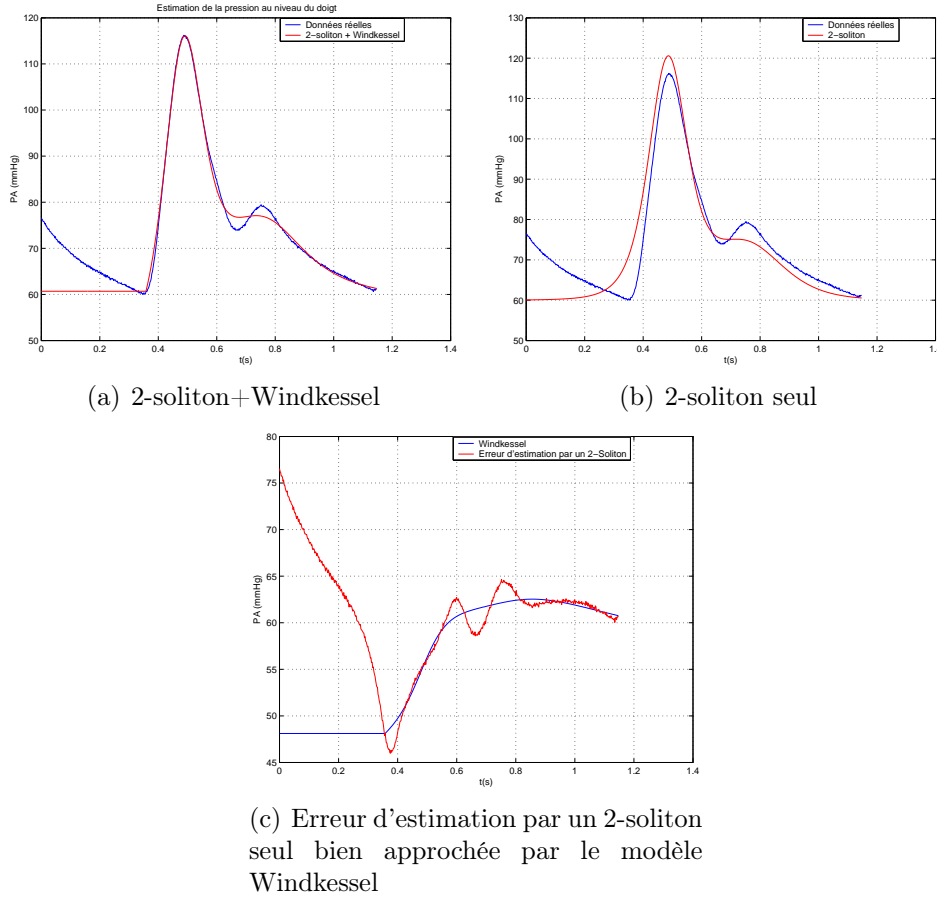 Estimation de la pression au niveau du doigt
Données réelles
2-soliton + Windkessel
PA (mmHg)
120
110
100
90
80
70
60
50
0 0.2 0.4 0.6 0.8 1 1.2 1.4
t(s)
(a) 2-soliton+Windkessel
Données réelles
2-soliton
PA (mmHg)
130
120
110
100
90
80
70
60
50
0 0.2 0.4 0.6 0.8 1 1.2 1.4
t(s)
(b) 2-soliton seul
Windkessel
Erreur d'estimation par un 2-Soliton
PA (mmHg)
80
75
70
65
60
55
50
45
0 0.2 0.4 0.6 0.8 1 1.2 1.4
t(s)
(c) Erreur d'estimation par un 2-soliton
seul bien approchée par le modèle
Windkessel